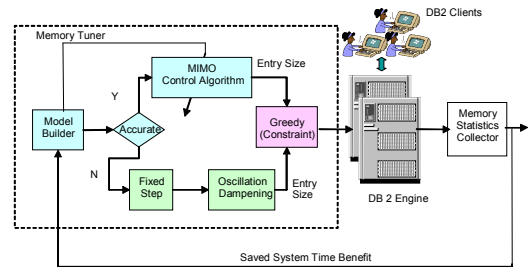 DB2 Clients
Memory Tuner
MIMO
Control Algorithm
Entry Size
Y
Model
Builder
Accurate
Greedy
(Constraint)
Memory
Statistics
Collector
N
Fixed
Step
Oscillation
Dampening
Entry
Size
DB 2 Engine
Saved System Time Benefit